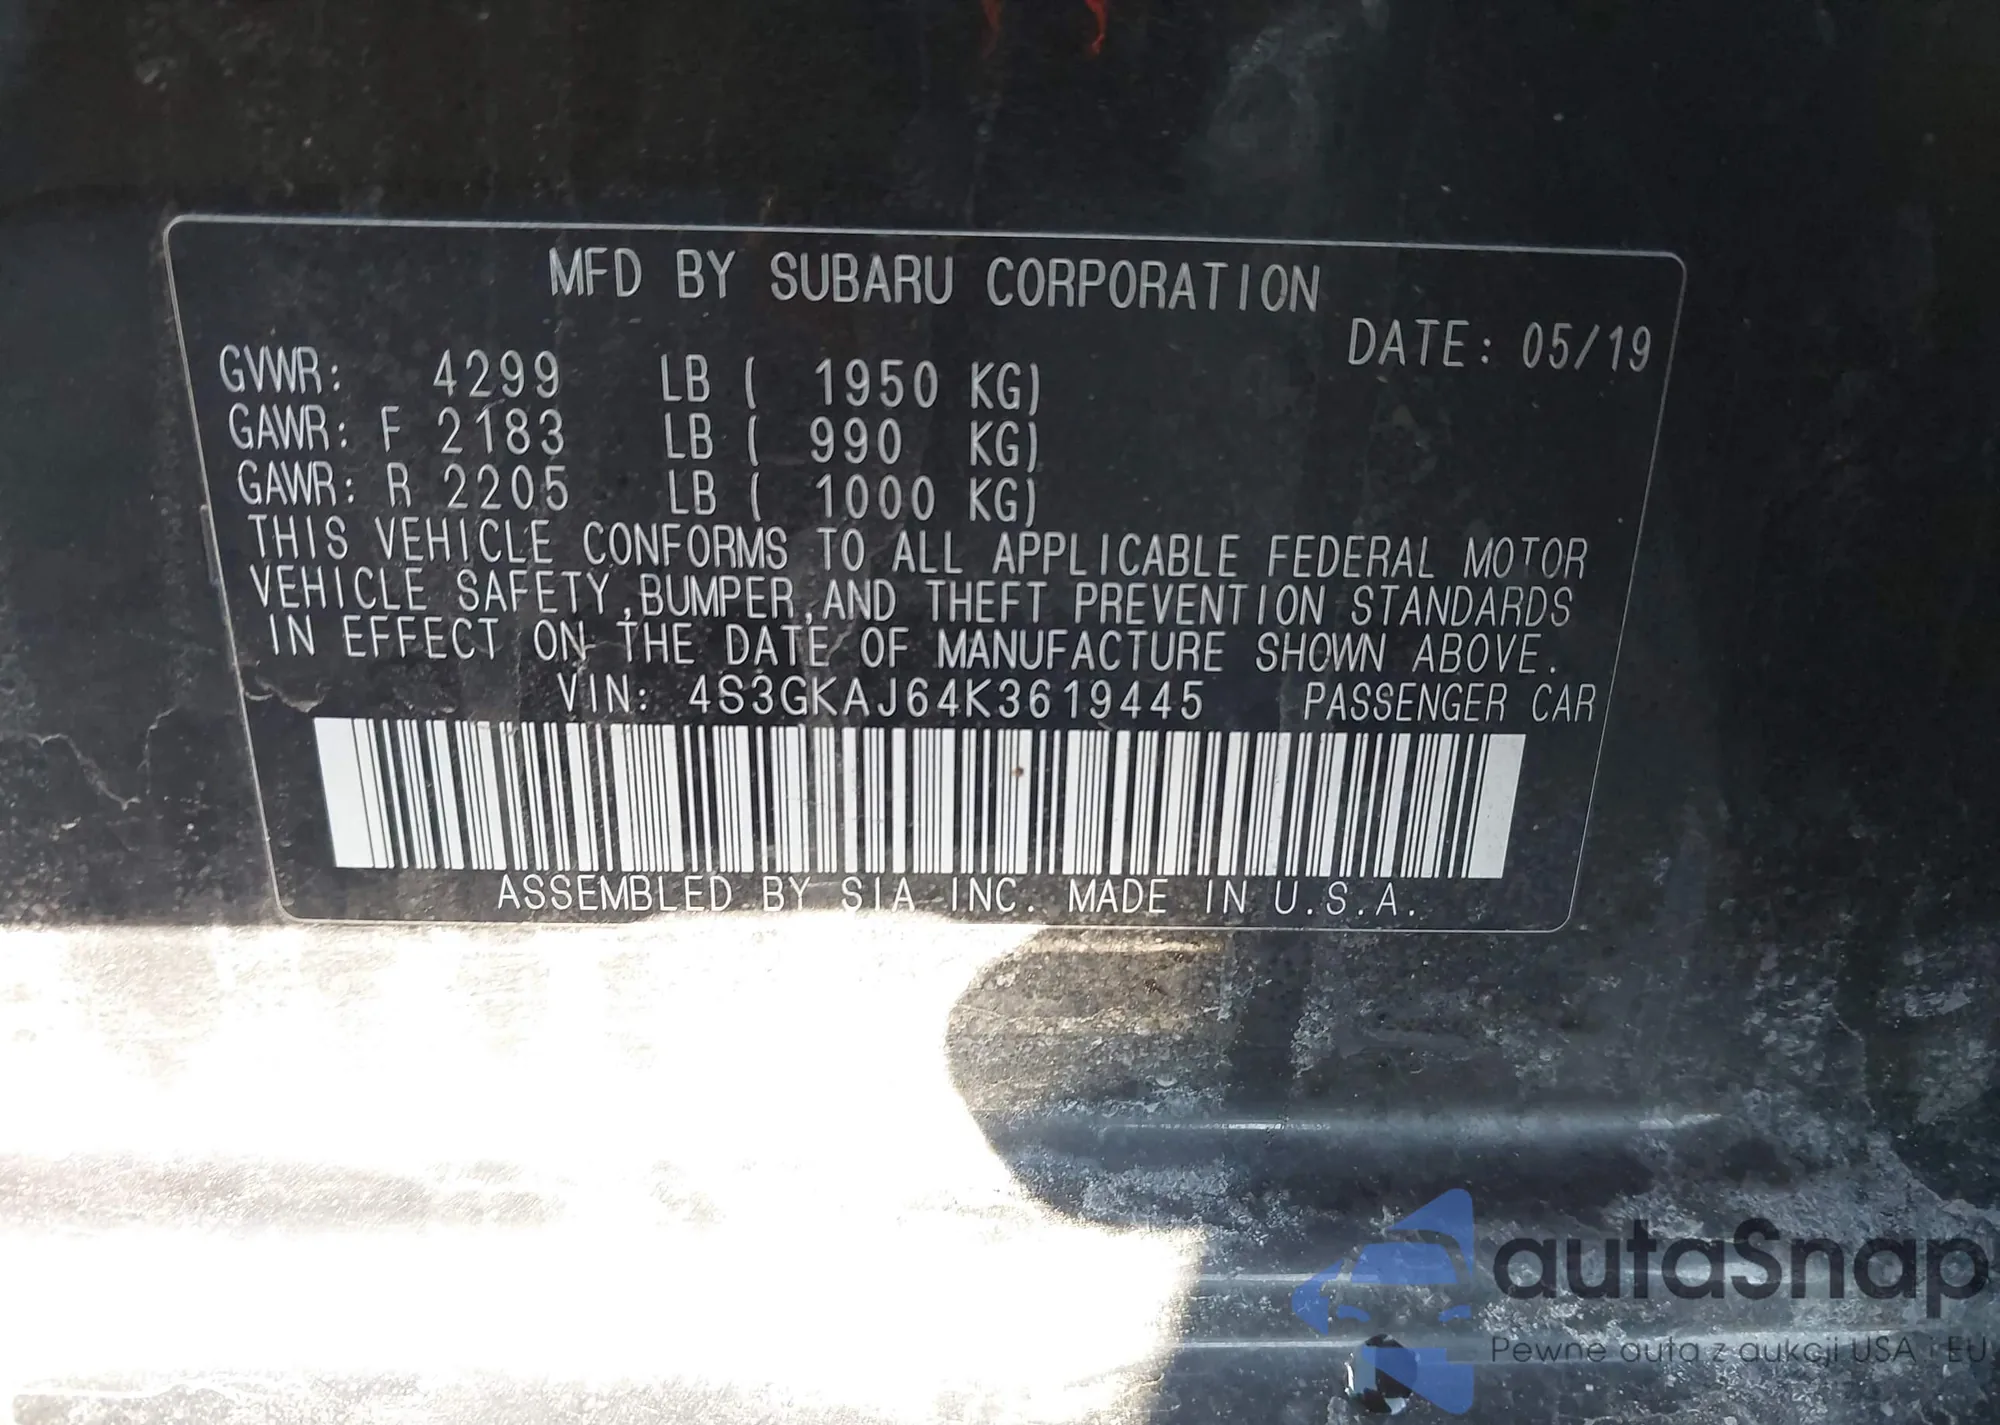 MFD BY SUBARU CORPORATION
DATE: 05/19
GVWR: 4299 LB ( 1950 KG)
GAWR: F 2183 LB ( 990 KG)
GAWR: R 2205 LB ( 1000 KG)
THIS VEHICLE CONFORMS TO ALL APPLICABLE FEDERAL MOTOR
VEHICLE SAFETY,BUMPER,AND THEFT PREVENTION STANDARDS
IN EFFECT ON THE DATE OF MANUFACTURE SHOWN ABOVE.
VIN: 4S3GKAJ64K3619445 PASSENGER CAR
ASSEMBLED BY SIA INC. MADE IN U.S.A.
autaSnap
Pewne auta z aukcji USA i EU